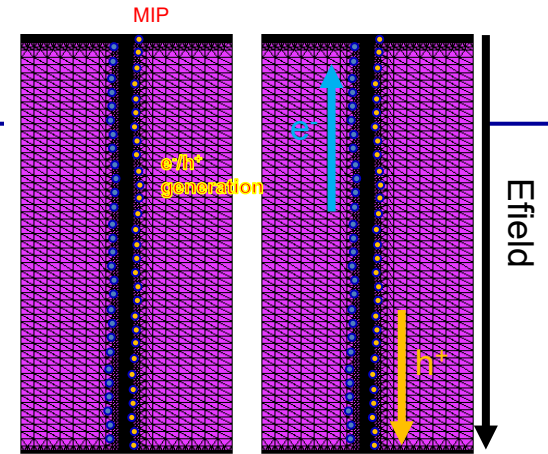 MIP
e⁻/h⁺
generation
e⁻
h⁺
Efield